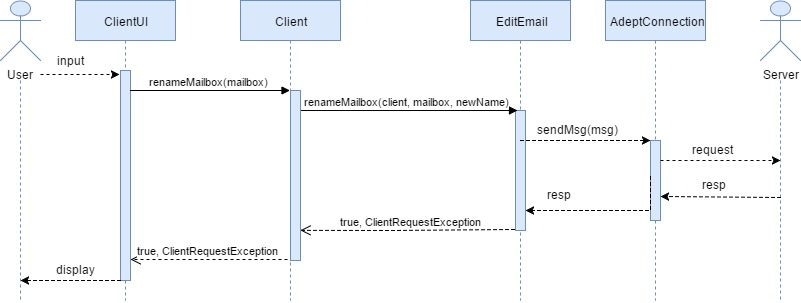 ClientUI
Client
EditEmail
AdeptConnection
User
Server
input
renameMailbox(mailbox)
renameMailbox(client, mailbox, newName)
sendMsg(msg)
request
resp
resp
true, ClientRequestException
true, ClientRequestException
display